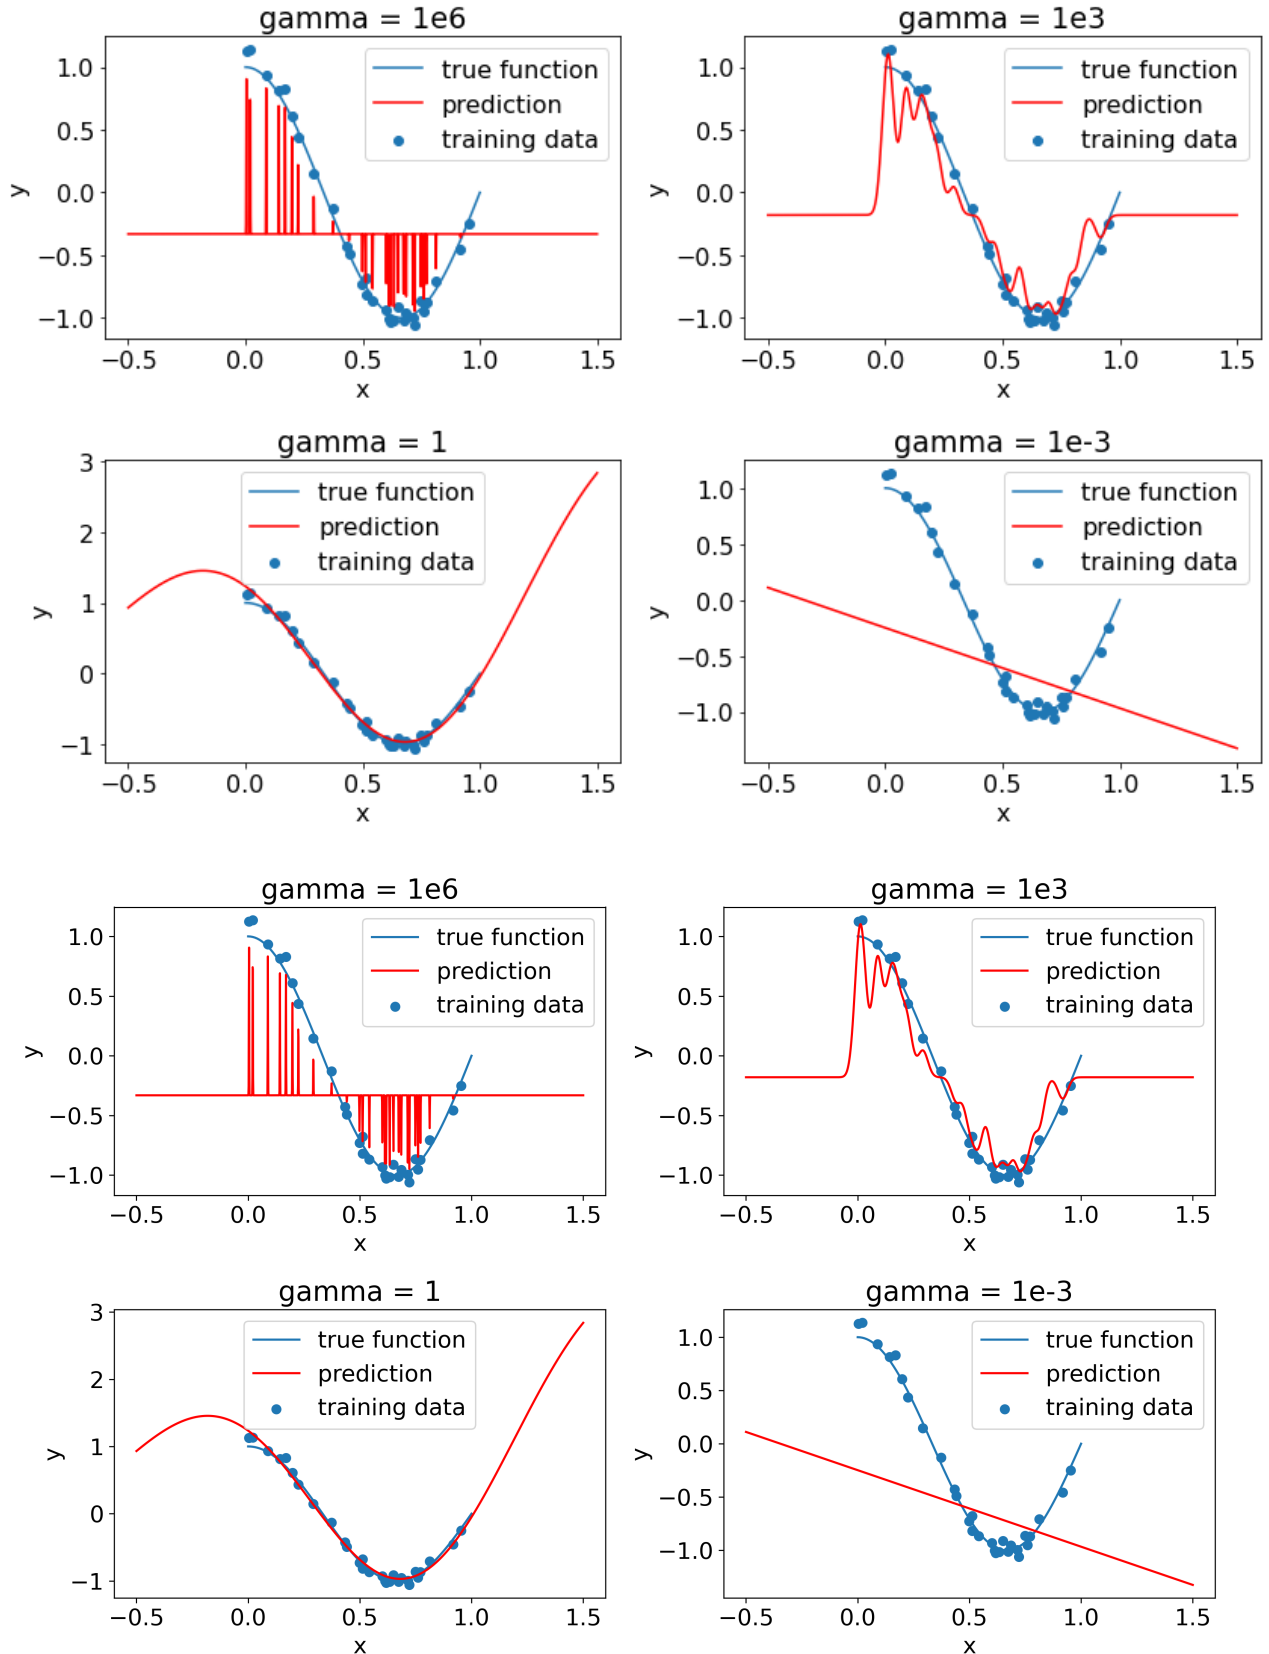 gamma = 1e6
true function
prediction
training data
1.0
0.5
0.0
−0.5
−1.0
y
−0.5 0.0 0.5 1.0 1.5
x
gamma = 1e3
true function
prediction
training data
1.0
0.5
0.0
−0.5
−1.0
y
−0.5 0.0 0.5 1.0 1.5
x
gamma = 1
true function
prediction
training data
3
2
1
0
−1
y
−0.5 0.0 0.5 1.0 1.5
x
gamma = 1e-3
true function
prediction
training data
1.0
0.5
0.0
−0.5
−1.0
y
−0.5 0.0 0.5 1.0 1.5
x
gamma = 1e6
true function
prediction
training data
1.0
0.5
0.0
−0.5
−1.0
y
−0.5 0.0 0.5 1.0 1.5
x
gamma = 1e3
true function
prediction
training data
1.0
0.5
0.0
−0.5
−1.0
y
−0.5 0.0 0.5 1.0 1.5
x
gamma = 1
true function
prediction
training data
3
2
1
0
−1
y
−0.5 0.0 0.5 1.0 1.5
x
gamma = 1e-3
true function
prediction
training data
1.0
0.5
0.0
−0.5
−1.0
y
−0.5 0.0 0.5 1.0 1.5
x